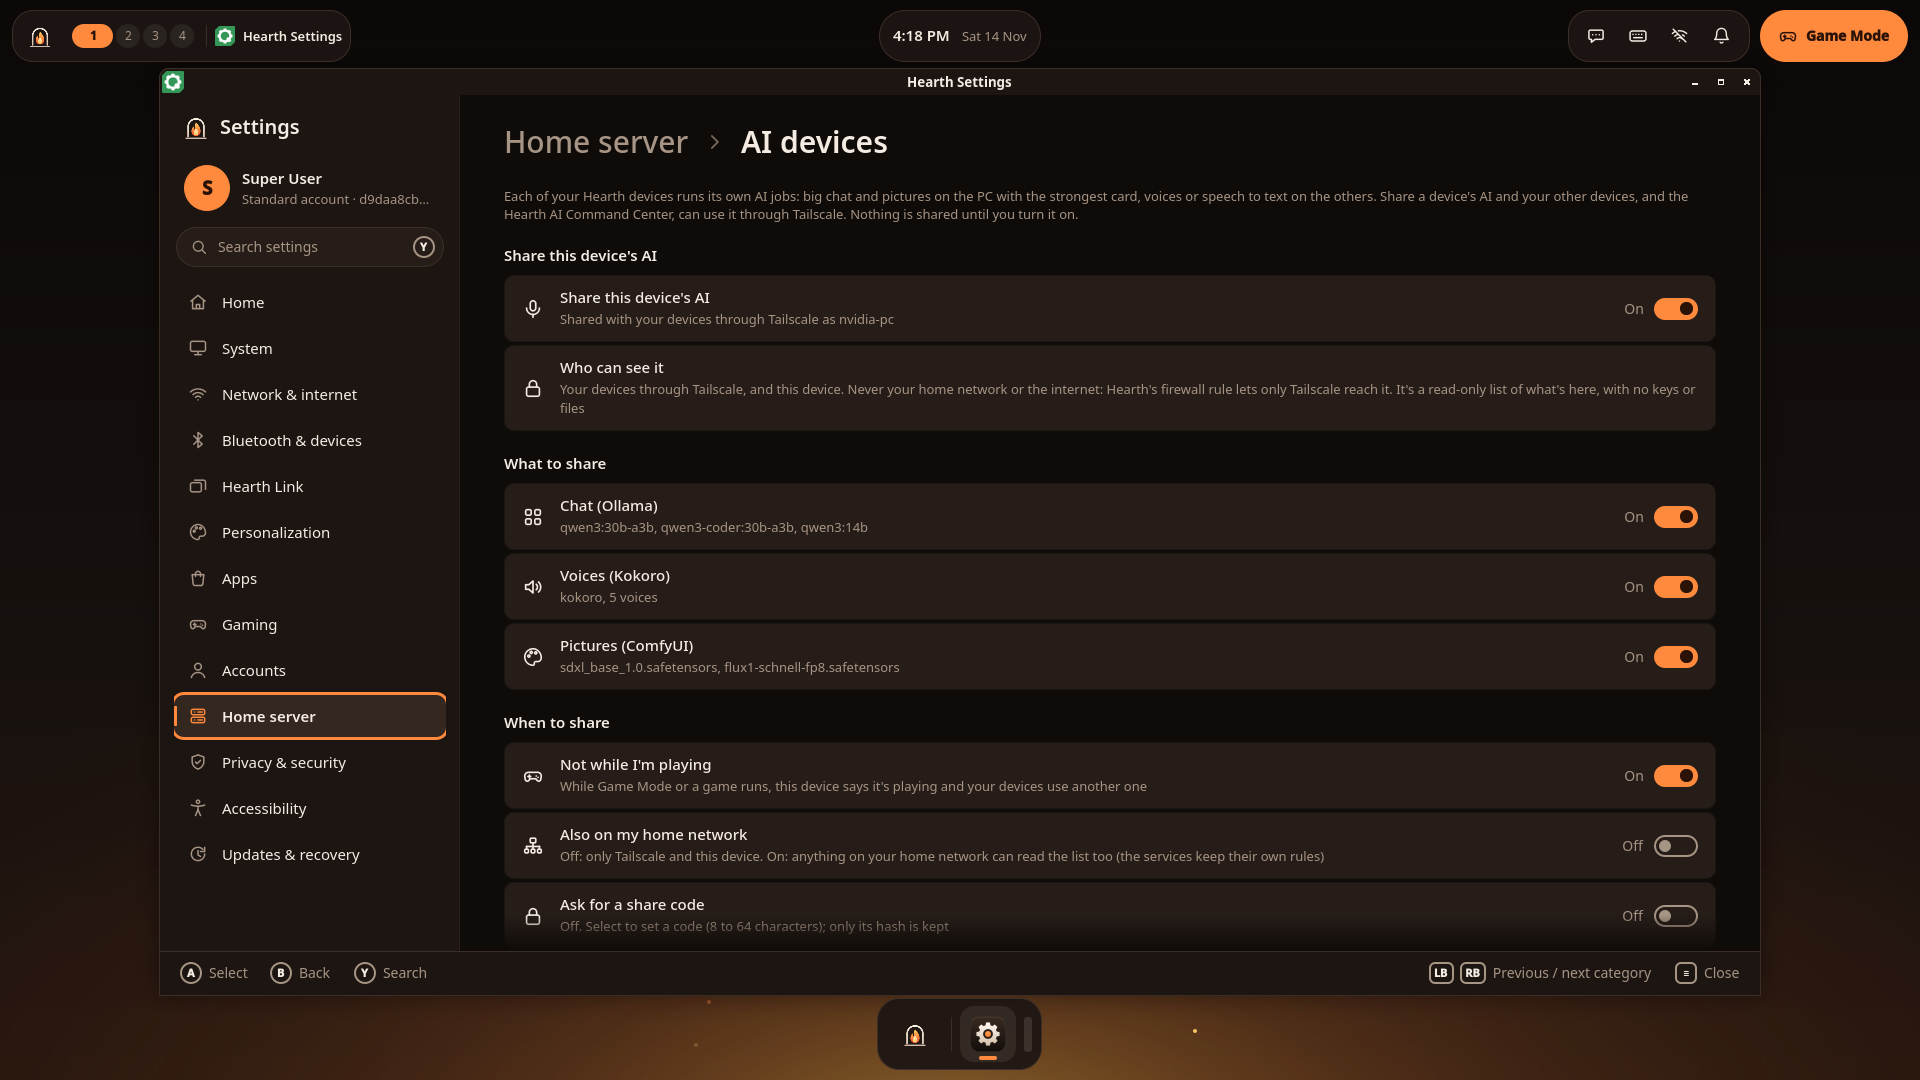 1 2 3 4 Hearth Settings
4:18 PM Sat 14 Nov
Game Mode
Hearth Settings
Settings
S
Super User
Standard account · d9daa8cb...
Search settings Y
Home
System
Network & internet
Bluetooth & devices
Hearth Link
Personalization
Apps
Gaming
Accounts
Home server
Privacy & security
Accessibility
Updates & recovery
Home server > AI devices
Each of your Hearth devices runs its own AI jobs: big chat and pictures on the PC with the strongest card, voices or speech to text on the others. Share a device's AI and your other devices, and the
Hearth AI Command Center, can use it through Tailscale. Nothing is shared until you turn it on.
Share this device's AI
Share this device's AI
Shared with your devices through Tailscale as nvidia-pc
On
Who can see it
Your devices through Tailscale, and this device. Never your home network or the internet: Hearth's firewall rule lets only Tailscale reach it. It's a read-only list of what's here, with no keys or
files
What to share
Chat (Ollama)
qwen3:30b-a3b, qwen3-coder:30b-a3b, qwen3:14b
On
Voices (Kokoro)
kokoro, 5 voices
On
Pictures (ComfyUI)
sdxl_base_1.0.safetensors, flux1-schnell-fp8.safetensors
On
When to share
Not while I'm playing
While Game Mode or a game runs, this device says it's playing and your devices use another one
On
Also on my home network
Off: only Tailscale and this device. On: anything on your home network can read the list too (the services keep their own rules)
Off
Ask for a share code
Off. Select to set a code (8 to 64 characters); only its hash is kept
Off
A Select B Back Y Search
LB RB Previous / next category ≡ Close